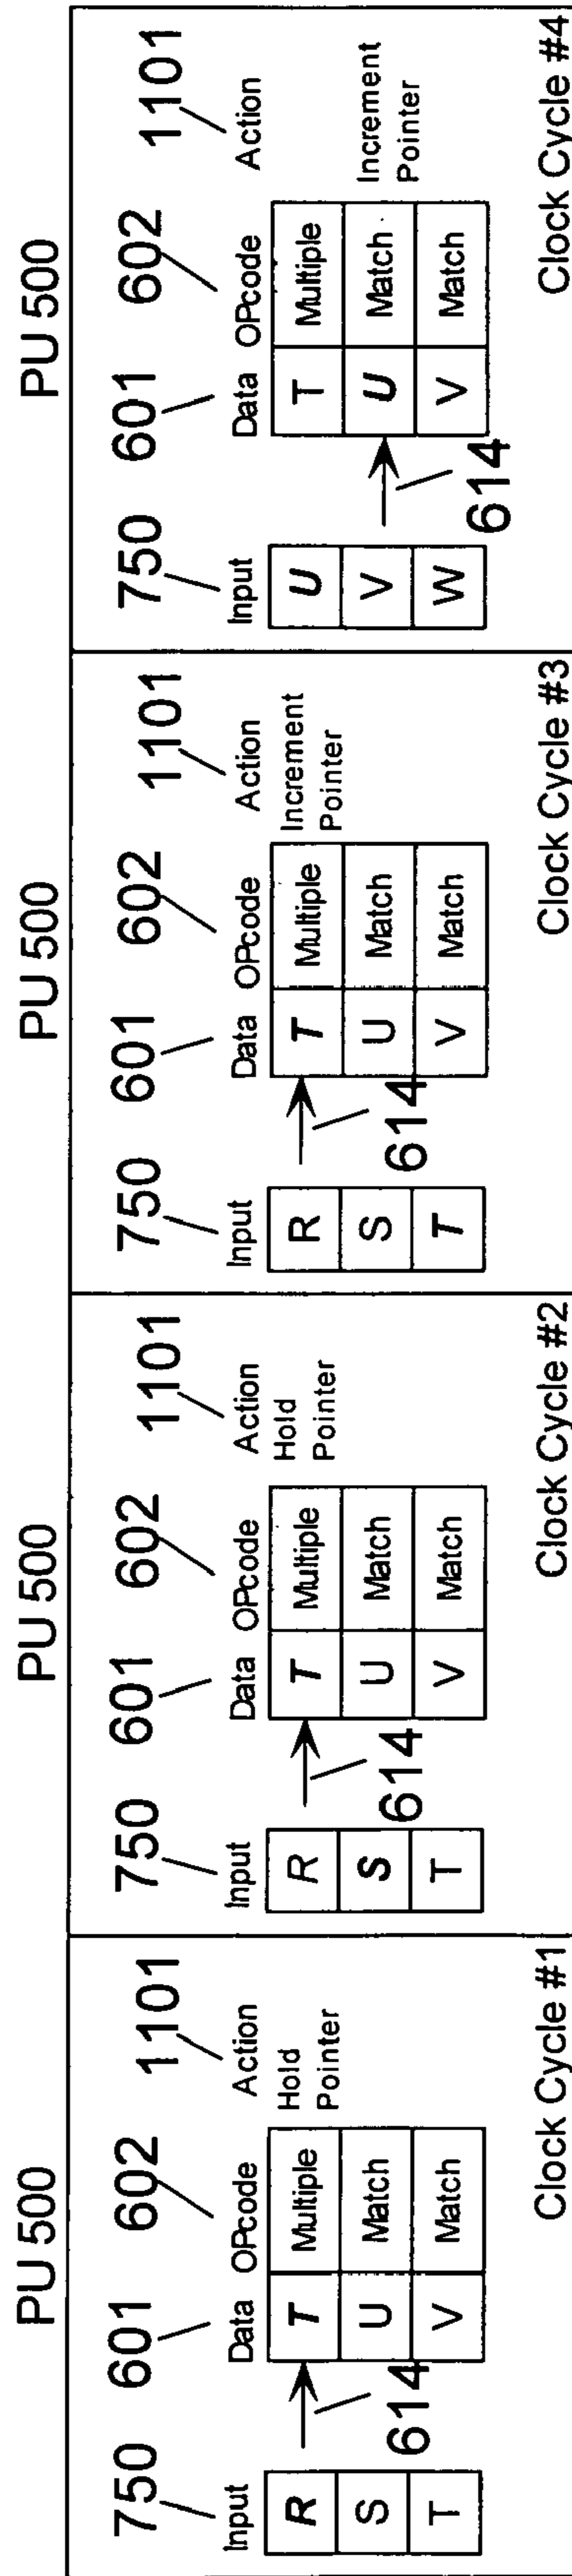 PU 500
750 601 602 1101
Input Data OPcode Action
R T Multiple Hold
Pointer
S U Match
T V Match
614
Clock Cycle #1
PU 500
750 601 602 1101
Input Data OPcode Action
R T Multiple Hold
Pointer
S U Match
T V Match
614
Clock Cycle #2
PU 500
750 601 602 1101
Input Data OPcode Action
R T Multiple Increment
Pointer
S U Match
T V Match
614
Clock Cycle #3
PU 500
750 601 602 1101
Input Data OPcode Action
U T Multiple
V U Match Increment
Pointer
W V Match
614
Clock Cycle #4